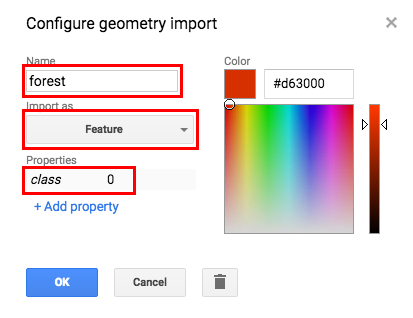 Configure geometry import
Name
forest
Import as
Feature
Properties
class 0
+ Add property
Color
#d63000
OK
Cancel